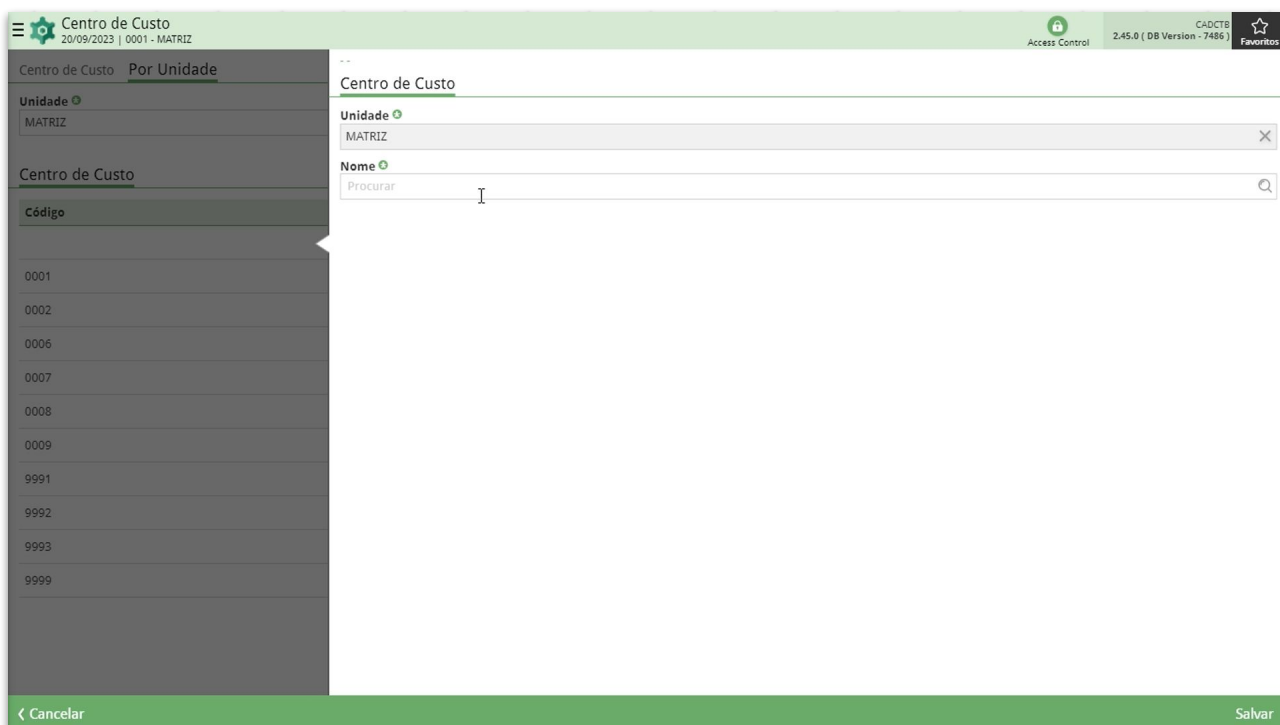 Centro de Custo
20/09/2023 | 0001 - MATRIZ
Access Control
CADCTB
2.45.0 ( DB Version - 7486 )
Favoritos
Centro de Custo Por Unidade
Unidade
MATRIZ
Centro de Custo
Código
0001
0002
0006
0007
0008
0009
9991
9992
9993
9999
- -
Centro de Custo
Unidade
MATRIZ
Nome
Procurar
Cancelar
Salvar